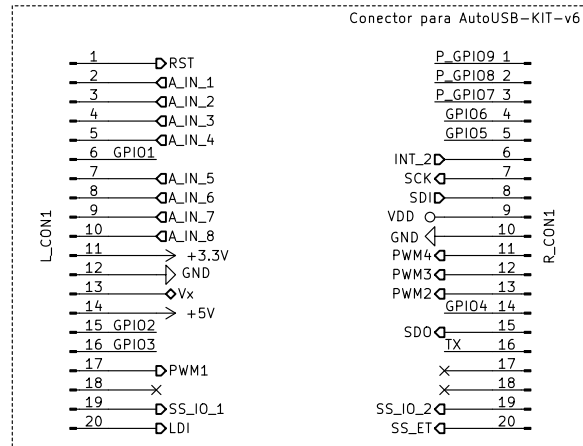 Conector para AutoUSB-KIT-v6
L_CON1
1 RST
2 A_IN_1
3 A_IN_2
4 A_IN_3
5 A_IN_4
6 GPIO1
7 A_IN_5
8 A_IN_6
9 A_IN_7
10 A_IN_8
11 +3.3V
12 GND
13 Vx
14 +5V
15 GPIO2
16 GPIO3
17 PWM1
18
19 SS_IO_1
20 LDI
P_GPIO9 1
P_GPIO8 2
P_GPIO7 3
GPIO6 4
GPIO5 5
INT_2 6
SCK 7
SDI 8
VDD 9
GND 10
PWM4 11
PWM3 12
PWM2 13
GPIO4 14
SDO 15
TX 16
17
18
SS_IO_2 19
SS_ET 20
R_CON1